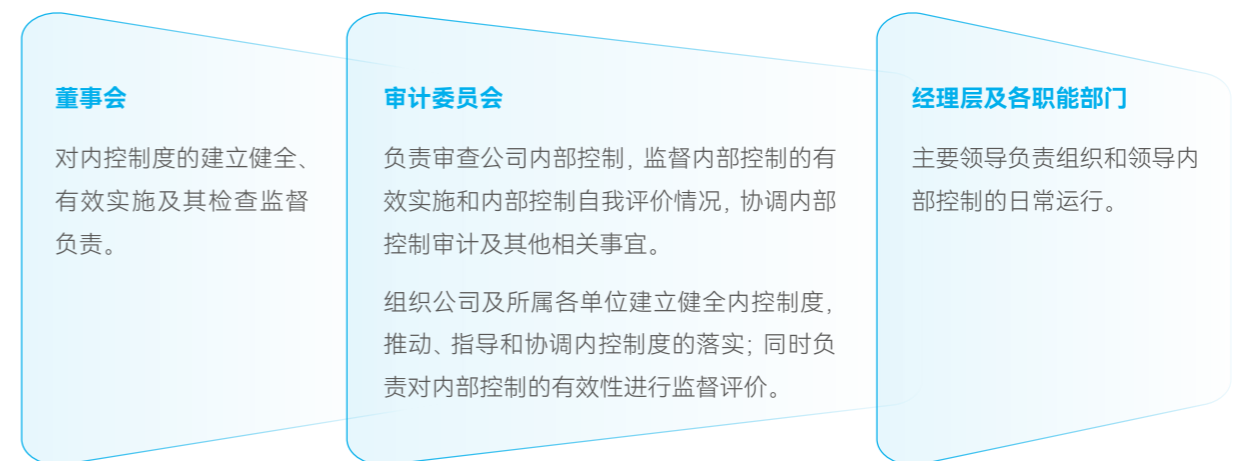 董事会
对内控制度的建立健全、
有效实施及其检查监督
负责。
审计委员会
负责审查公司内部控制，监督内部控制的有
效实施和内部控制自我评价情况，协调内部
控制审计及其他相关事宜。
组织公司及所属各单位建立健全内控制度，
推动、指导和协调内控制度的落实；同时负
责对内部控制的有效性进行监督评价。
经理层及各职能部门
主要领导负责组织和领导内
部控制的日常运行。